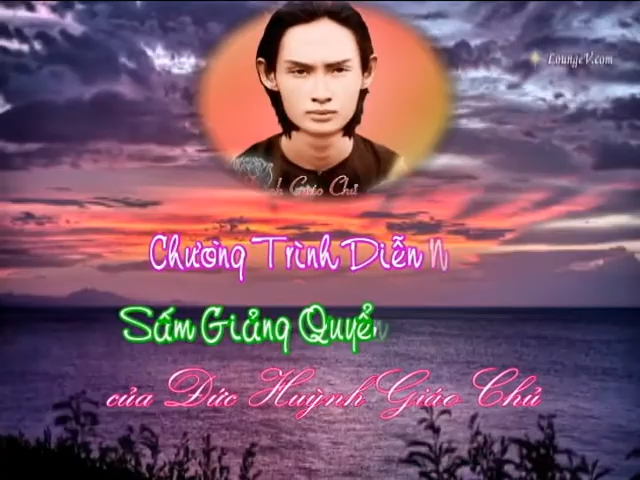 LoungeV.com
Giáo Chủ
Chương Trình Diễn N
Sấm Giảng Quyển
của Đức Huỳnh Giáo Chủ